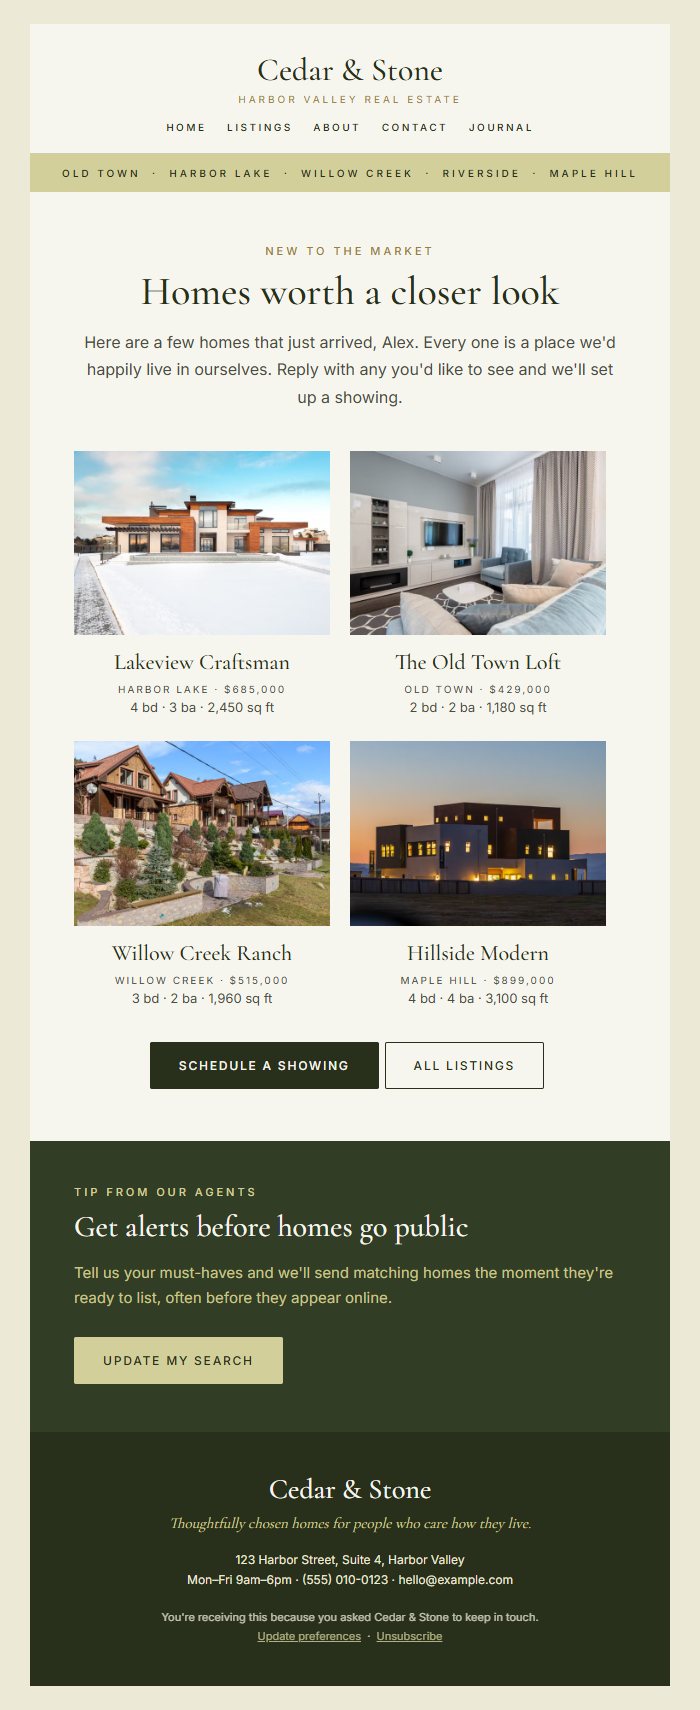 Cedar & Stone
HARBOR VALLEY REAL ESTATE
HOME LISTINGS ABOUT CONTACT JOURNAL
OLD TOWN · HARBOR LAKE · WILLOW CREEK · RIVERSIDE · MAPLE HILL
NEW TO THE MARKET
Homes worth a closer look
Here are a few homes that just arrived, Alex. Every one is a place we'd
happily live in ourselves. Reply with any you'd like to see and we'll set
up a showing.
Lakeview Craftsman
HARBOR LAKE · $685,000
4 bd · 3 ba · 2,450 sq ft
The Old Town Loft
OLD TOWN · $429,000
2 bd · 2 ba · 1,180 sq ft
Willow Creek Ranch
WILLOW CREEK · $515,000
3 bd · 2 ba · 1,960 sq ft
Hillside Modern
MAPLE HILL · $899,000
4 bd · 4 ba · 3,100 sq ft
SCHEDULE A SHOWING
ALL LISTINGS
TIP FROM OUR AGENTS
Get alerts before homes go public
Tell us your must-haves and we'll send matching homes the moment they're
ready to list, often before they appear online.
UPDATE MY SEARCH
Cedar & Stone
Thoughtfully chosen homes for people who care how they live.
123 Harbor Street, Suite 4, Harbor Valley
Mon–Fri 9am–6pm · (555) 010-0123 · hello@example.com
You're receiving this because you asked Cedar & Stone to keep in touch.
Update preferences · Unsubscribe